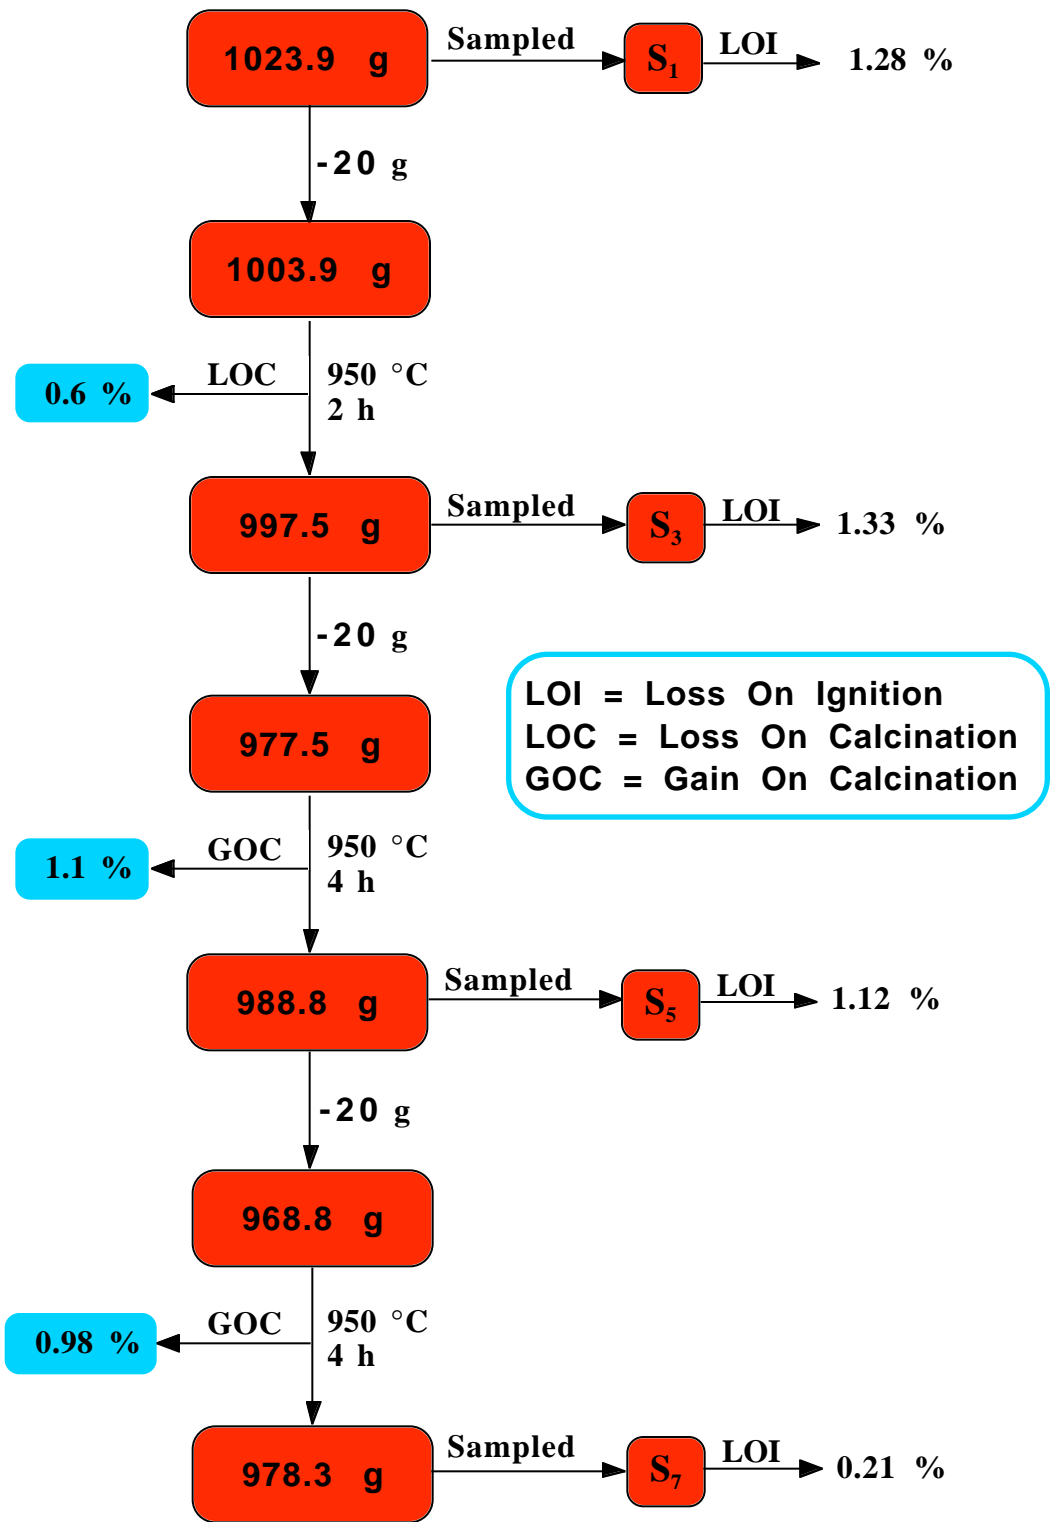 1023.9 g
Sampled
S₁
LOI
1.28 %
-20 g
1003.9 g
0.6 %
LOC
950 °C
2 h
997.5 g
Sampled
S₃
LOI
1.33 %
-20 g
LOI = Loss On Ignition
LOC = Loss On Calcination
GOC = Gain On Calcination
977.5 g
1.1 %
GOC
950 °C
4 h
988.8 g
Sampled
S₅
LOI
1.12 %
-20 g
968.8 g
0.98 %
GOC
950 °C
4 h
978.3 g
Sampled
S₇
LOI
0.21 %